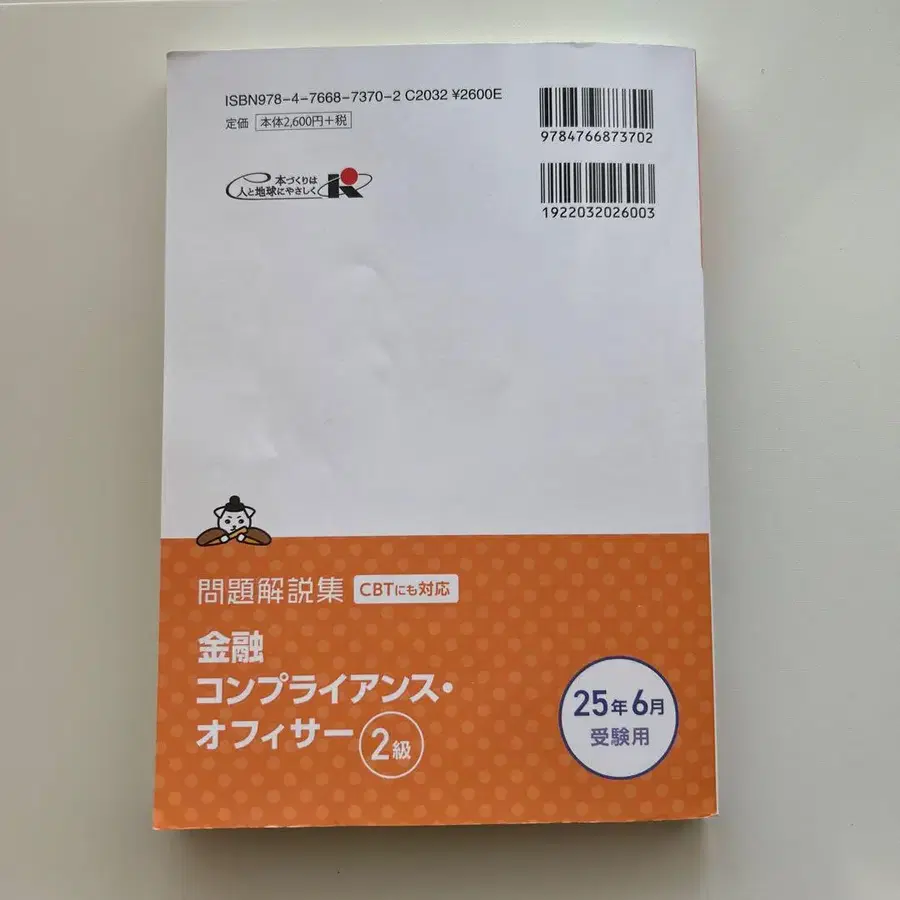 ISBN978-4-7668-7370-2 C2032 ¥2600E
定価 本体2,600円+税
9784766873702
本づくりは
人と地球にやさしく
1922032026003
問題解説集 CBTにも対応
金融
コンプライアンス・
オフィサー 2級
25年6月
受験用